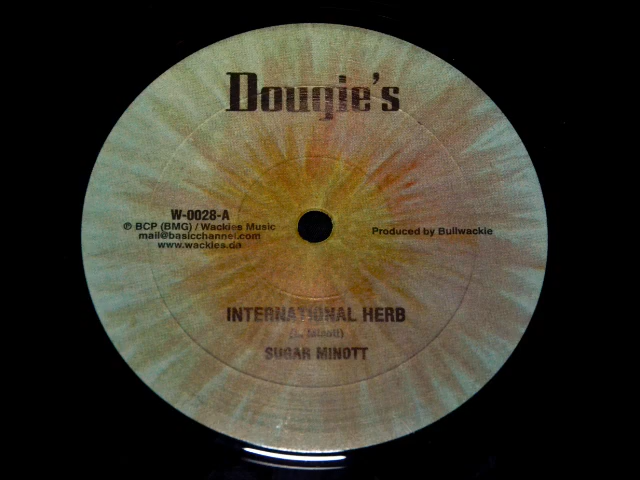 Dougie's
W-0028-A
℗ BCP (BMG) / Wackies Music
mail@basicchannel.com
www.wackies.de
Produced by Bullwackie
INTERNATIONAL HERB
(L. Minott)
SUGAR MINOTT